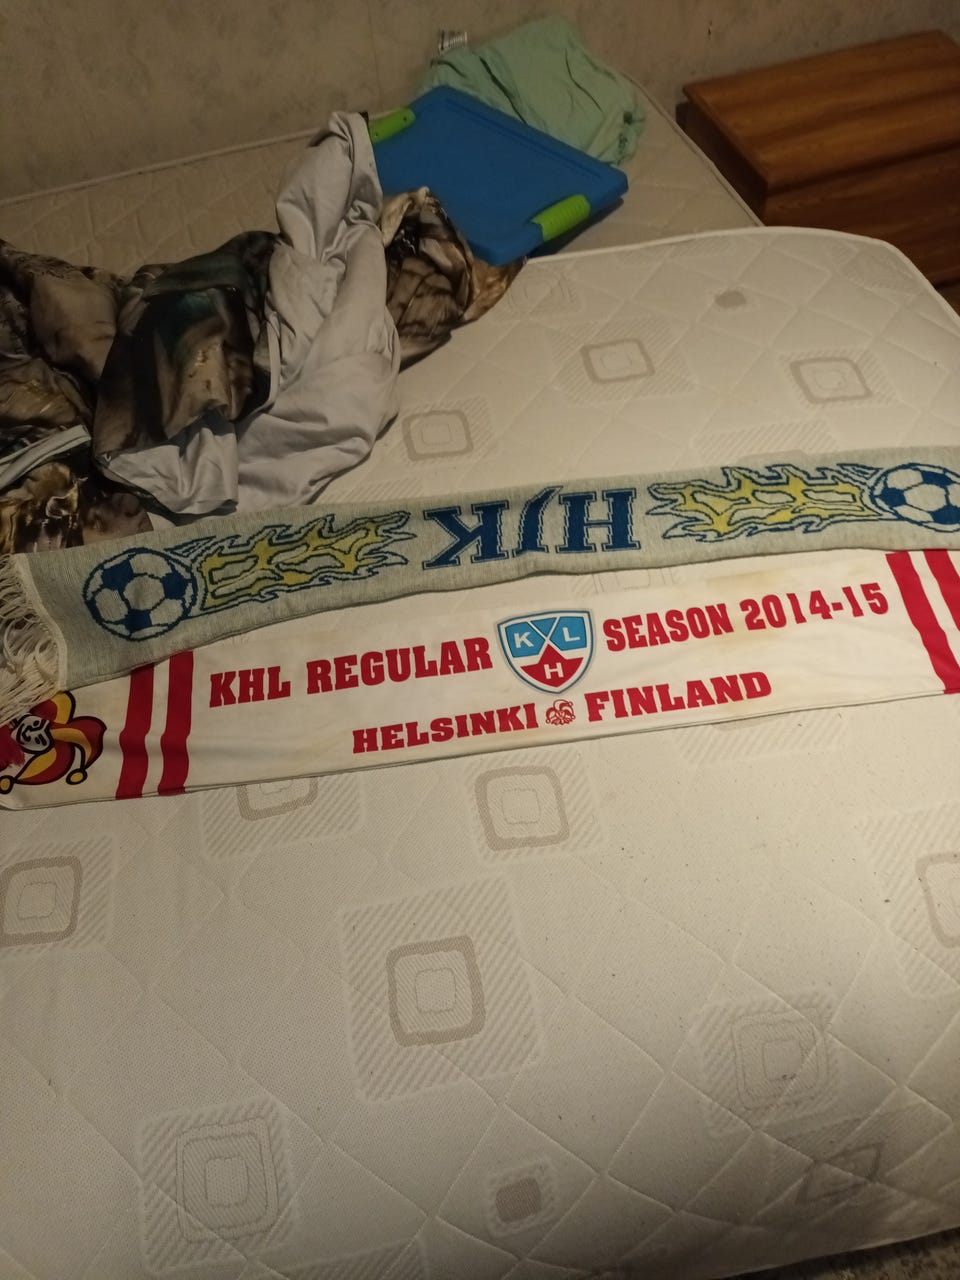 HJK
KHL REGULAR KHL SEASON 2014-15
HELSINKI FINLAND